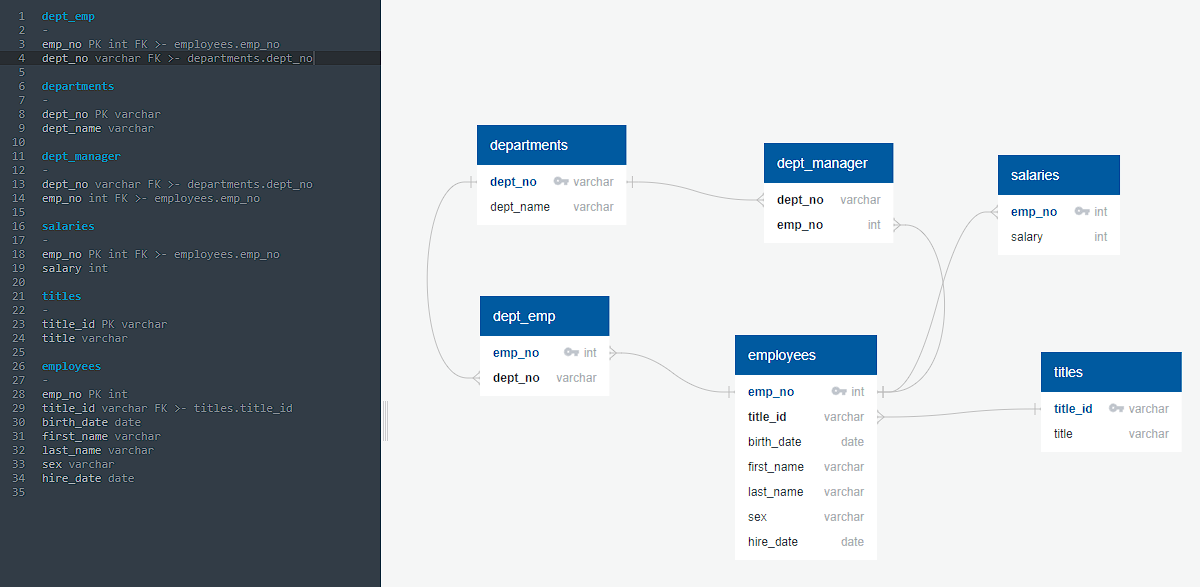 1 dept_emp
2 -
3 emp_no PK int FK >- employees.emp_no
4 dept_no varchar FK >- departments.dept_no
5
6 departments
7 -
8 dept_no PK varchar
9 dept_name varchar
10
11 dept_manager
12 -
13 dept_no varchar FK >- departments.dept_no
14 emp_no int FK >- employees.emp_no
15
16 salaries
17 -
18 emp_no PK int FK >- employees.emp_no
19 salary int
20
21 titles
22 -
23 title_id PK varchar
24 title varchar
25
26 employees
27 -
28 emp_no PK int
29 title_id varchar FK >- titles.title_id
30 birth_date date
31 first_name varchar
32 last_name varchar
33 sex varchar
34 hire_date date
35
departments
dept_no varchar
dept_name varchar
dept_manager
dept_no varchar
emp_no int
salaries
emp_no int
salary int
dept_emp
emp_no int
dept_no varchar
employees
emp_no int
title_id varchar
birth_date date
first_name varchar
last_name varchar
sex varchar
hire_date date
titles
title_id varchar
title varchar